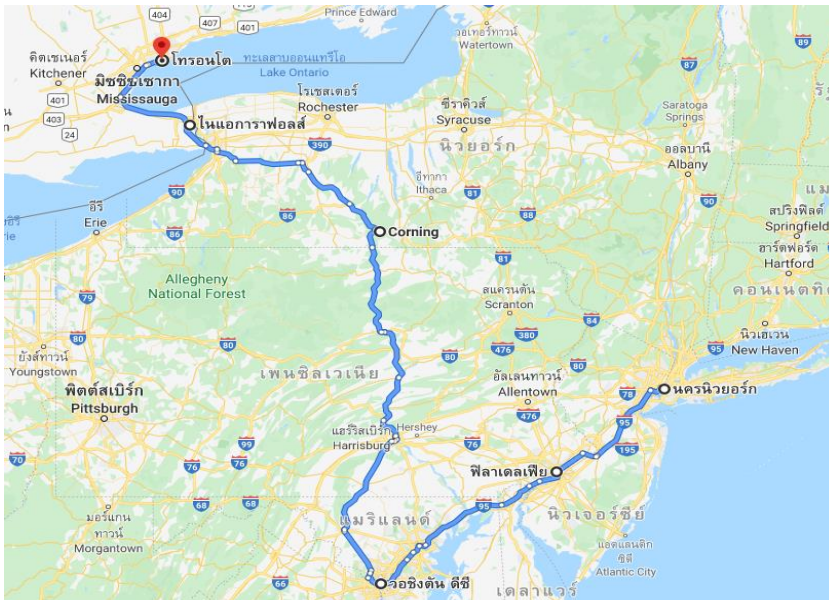 404
407
401
Prince Edward
คิตเชเนอร์
Kitchener
401
403
24
โทรอนโต
มิซซิซเซากา
Mississauga
ทะเลสาบออนแทรีโอ
Lake Ontario
วอเทอร์ทาวน์
Watertown
89
87
ไนแอการาฟอลส์
โรเชสเตอร์
Rochester
390
ซีราคิวส์
Syracuse
นิวยอร์ก
Saratoga
Springs
ออลบานี
Albany
90
อีรี
Erie
90
86
86
อีทากา
Ithaca
81
88
90
สปริงฟิลด์
Springfield
ฮาร์ตฟอร์ด
Hartford
Corning
81
Allegheny
National Forest
79
80
80
สแครนตัน
Scranton
380
84
476
80
80
นิวเฮเวน
New Haven
95
ยังส์ทาวน์
Youngstown
เพนซิลเวเนีย
พิตต์สเบิร์ก
Pittsburgh
อัลเลนทาวน์
Allentown
476
78
นครนิวยอร์ก
95
195
แฮร์ริสเบิร์ก
Harrisburg
Hershey
76
76
99
76
76
70
68
68
มอร์แกน
ทาวน์
Morgantown
ฟิลาเดลเฟีย
95
แมริแลนด์
นิวเจอร์ซีย์
แอตแลนติก
ซิตี
Atlantic City
66
วอชิงตัน ดีซี
เดลาแวร์